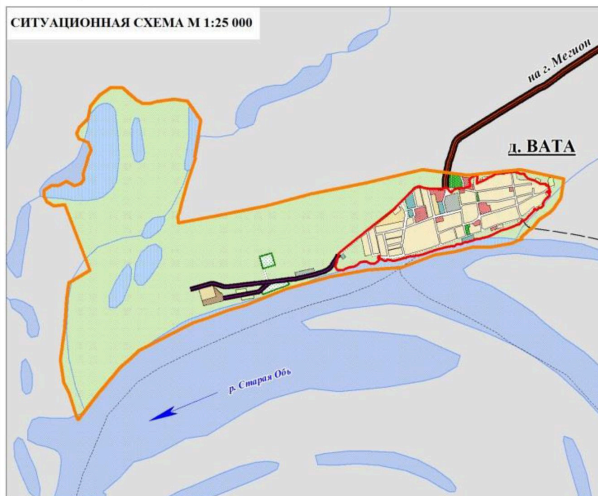 СИТУАЦИОННАЯ СХЕМА М 1:25 000
на г. Мегион
д. ВАТА
р. Старая Обь